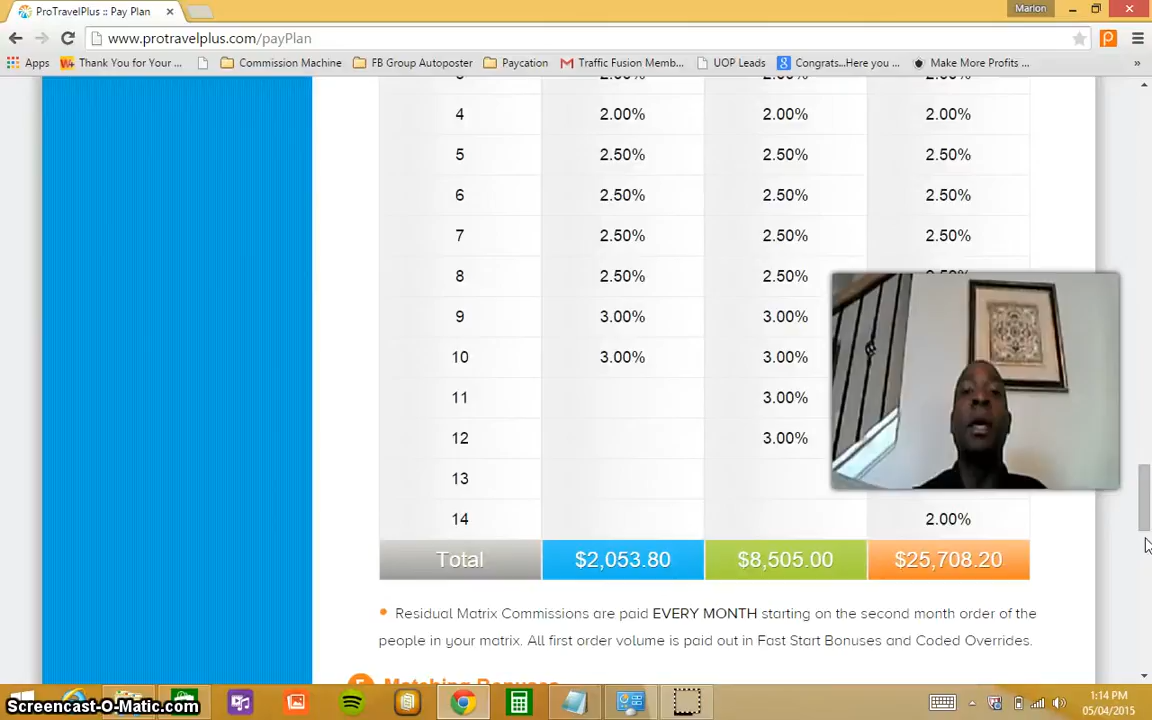 ProTravelPlus :: Pay Plan
Marlon
www.protravelplus.com/payPlan
Apps Thank You for Your ... Commission Machine FB Group Autoposter Paycation Traffic Fusion Memb... UOP Leads Congrats...Here you ... Make More Profits ... »
4 2.00% 2.00% 2.00%
5 2.50% 2.50% 2.50%
6 2.50% 2.50% 2.50%
7 2.50% 2.50% 2.50%
8 2.50% 2.50%
9 3.00% 3.00%
10 3.00% 3.00%
11 3.00%
12 3.00%
13
14 2.00%
Total $2,053.80 $8,505.00 $25,708.20
• Residual Matrix Commissions are paid EVERY MONTH starting on the second month order of the
people in your matrix. All first order volume is paid out in Fast Start Bonuses and Coded Overrides.
Matching Bonuses
Screencast-O-Matic.com
1:14 PM
05/04/2015